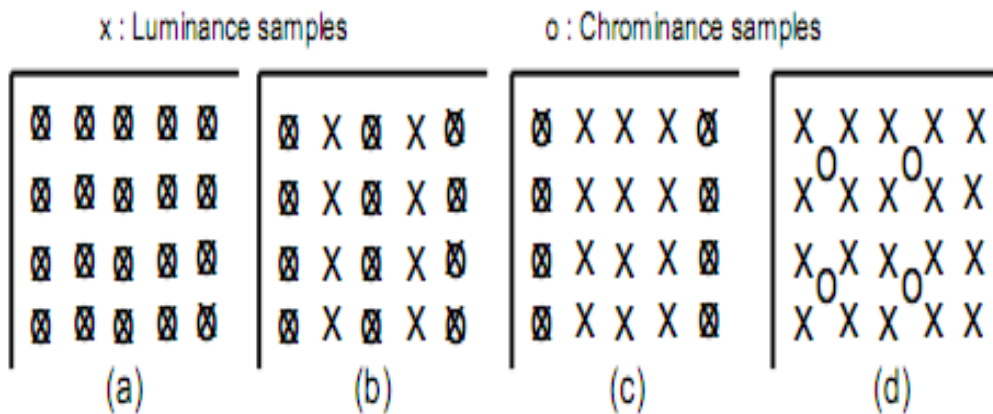 x : Luminance samples o : Chrominance samples
X X X X X X X X X
X X X X X X X
O O
X X X X X X X X X X X X
X X X X X X X X X X X X
O O
X X X X X X X X X X X X
(a) (b) (c) (d)